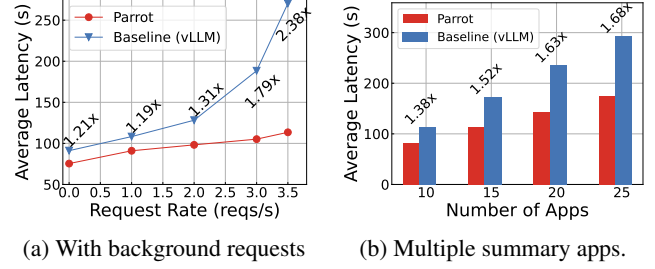 Average Latency (s)
250
200
150
100
50
Parrot
Baseline (vLLM)
1.21x
1.19x
1.31x
1.79x
2.38x
0.0 0.5 1.0 1.5 2.0 2.5 3.0 3.5
Request Rate (reqs/s)
(a) With background requests
Average Latency (s)
300
200
100
0
Parrot
Baseline (vLLM)
1.38x
1.52x
1.63x
1.68x
10 15 20 25
Number of Apps
(b) Multiple summary apps.